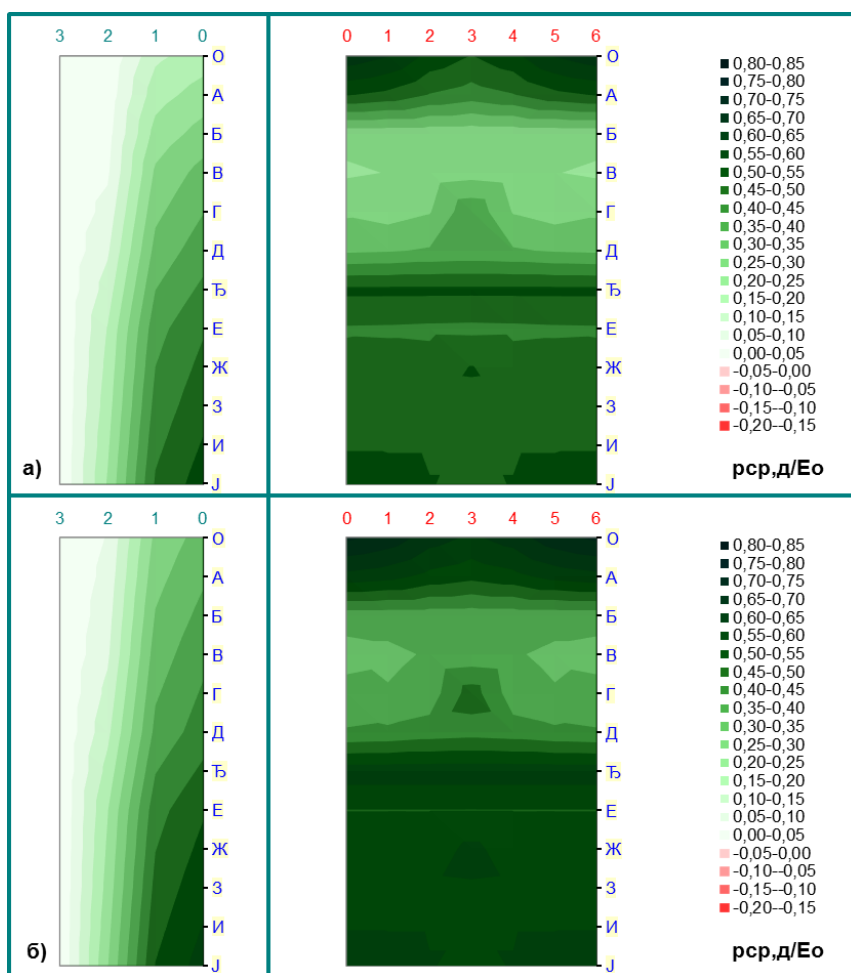 3 2 1 0
О
А
Б
В
Г
Д
Ђ
Е
Ж
З
И
Ј
а)
0 1 2 3 4 5 6
О
А
Б
В
Г
Д
Ђ
Е
Ж
З
И
Ј
0,80-0,85
0,75-0,80
0,70-0,75
0,65-0,70
0,60-0,65
0,55-0,60
0,50-0,55
0,45-0,50
0,40-0,45
0,35-0,40
0,30-0,35
0,25-0,30
0,20-0,25
0,15-0,20
0,10-0,15
0,05-0,10
0,00-0,05
-0,05-0,00
-0,10--0,05
-0,15--0,10
-0,20--0,15
рср,д/Ео
3 2 1 0
О
А
Б
В
Г
Д
Ђ
Е
Ж
З
И
Ј
б)
0 1 2 3 4 5 6
О
А
Б
В
Г
Д
Ђ
Е
Ж
З
И
Ј
0,80-0,85
0,75-0,80
0,70-0,75
0,65-0,70
0,60-0,65
0,55-0,60
0,50-0,55
0,45-0,50
0,40-0,45
0,35-0,40
0,30-0,35
0,25-0,30
0,20-0,25
0,15-0,20
0,10-0,15
0,05-0,10
0,00-0,05
-0,05-0,00
-0,10--0,05
-0,15--0,10
-0,20--0,15
рср,д/Ео